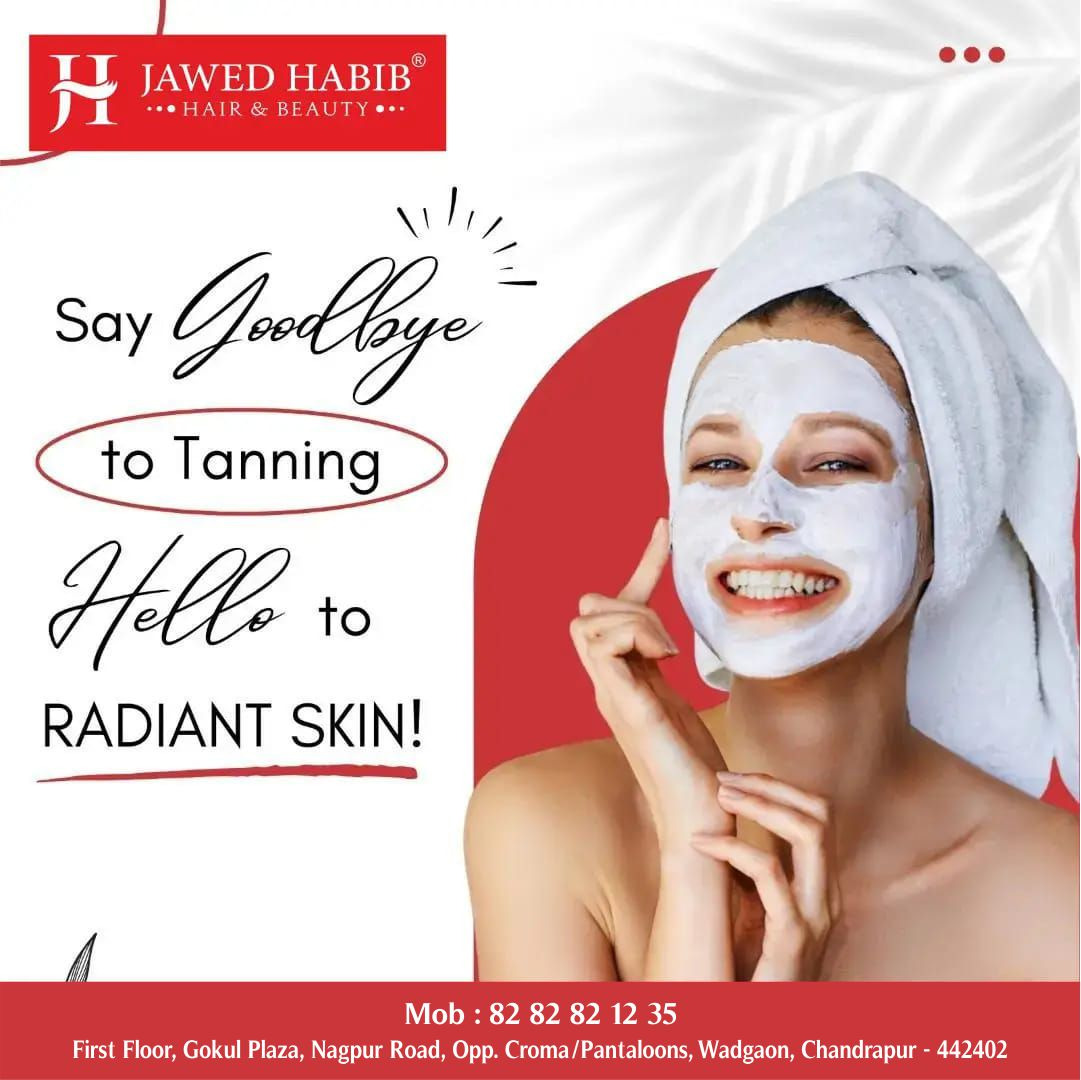 JH JAWED HABIB®
HAIR & BEAUTY
Say Goodbye
to Tanning
Hello to
RADIANT SKIN!
Mob : 82 82 82 12 35
First Floor, Gokul Plaza, Nagpur Road, Opp. Croma/Pantaloons, Wadgaon, Chandrapur - 442402